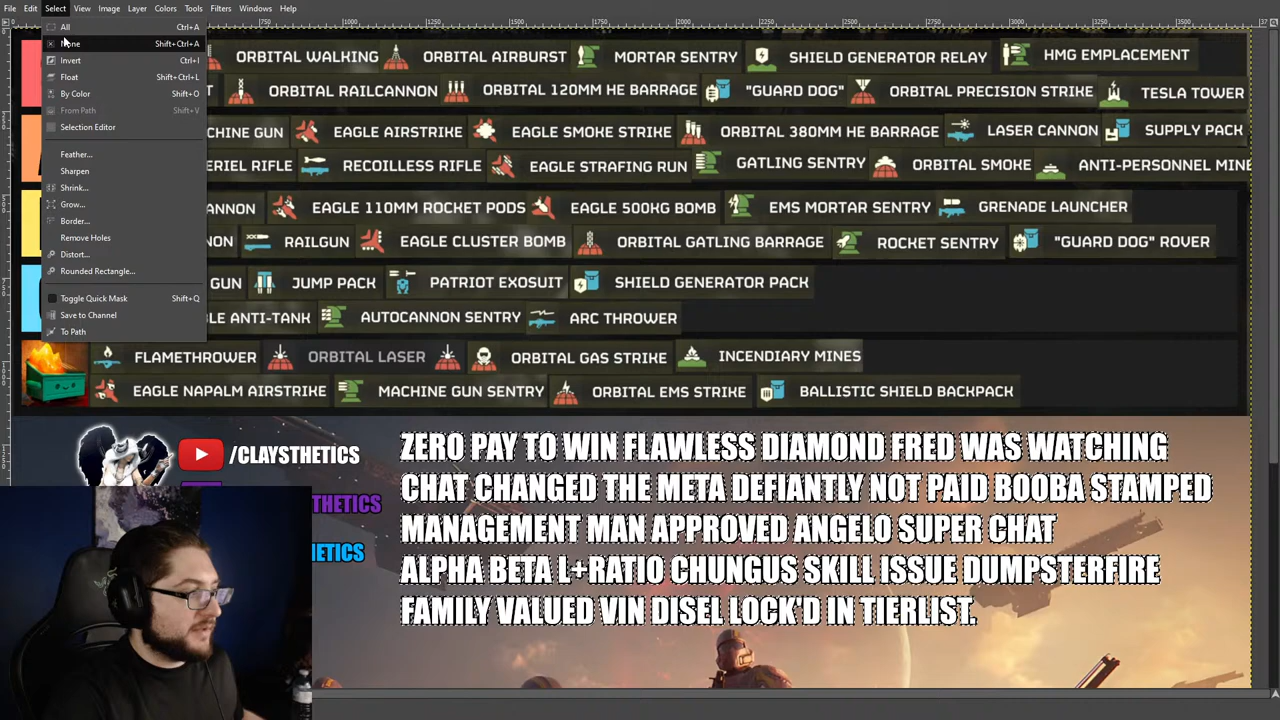 File Edit Select View Image Layer Colors Tools Filters Windows Help
All Ctrl+A
None Shift+Ctrl+A
Invert Ctrl+I
Float Shift+Ctrl+L
By Color Shift+O
From Path Shift+V
Selection Editor
Feather...
Sharpen
Shrink...
Grow...
Border...
Remove Holes
Distort...
Rounded Rectangle...
Toggle Quick Mask Shift+Q
Save to Channel
To Path
ORBITAL WALKING ORBITAL AIRBURST MORTAR SENTRY SHIELD GENERATOR RELAY HMG EMPLACEMENT
ORBITAL RAILCANNON ORBITAL 120MM HE BARRAGE "GUARD DOG" ORBITAL PRECISION STRIKE TESLA TOWER
CHINE GUN EAGLE AIRSTRIKE EAGLE SMOKE STRIKE ORBITAL 380MM HE BARRAGE LASER CANNON SUPPLY PACK
ERIEL RIFLE RECOILLESS RIFLE EAGLE STRAFING RUN GATLING SENTRY ORBITAL SMOKE ANTI-PERSONNEL MINE
ANNON EAGLE 110MM ROCKET PODS EAGLE 500KG BOMB EMS MORTAR SENTRY GRENADE LAUNCHER
NON RAILGUN EAGLE CLUSTER BOMB ORBITAL GATLING BARRAGE ROCKET SENTRY "GUARD DOG" ROVER
GUN JUMP PACK PATRIOT EXOSUIT SHIELD GENERATOR PACK
LE ANTI-TANK AUTOCANNON SENTRY ARC THROWER
FLAMETHROWER ORBITAL LASER ORBITAL GAS STRIKE INCENDIARY MINES
EAGLE NAPALM AIRSTRIKE MACHINE GUN SENTRY ORBITAL EMS STRIKE BALLISTIC SHIELD BACKPACK
/CLAYSTHETICS
THETICS
HETICS
ZERO PAY TO WIN FLAWLESS DIAMOND FRED WAS WATCHING
CHAT CHANGED THE META DEFIANTLY NOT PAID BOOBA STAMPED
MANAGEMENT MAN APPROVED ANGELO SUPER CHAT
ALPHA BETA L+RATIO CHUNGUS SKILL ISSUE DUMPSTERFIRE
FAMILY VALUED VIN DISEL LOCK'D IN TIERLIST.